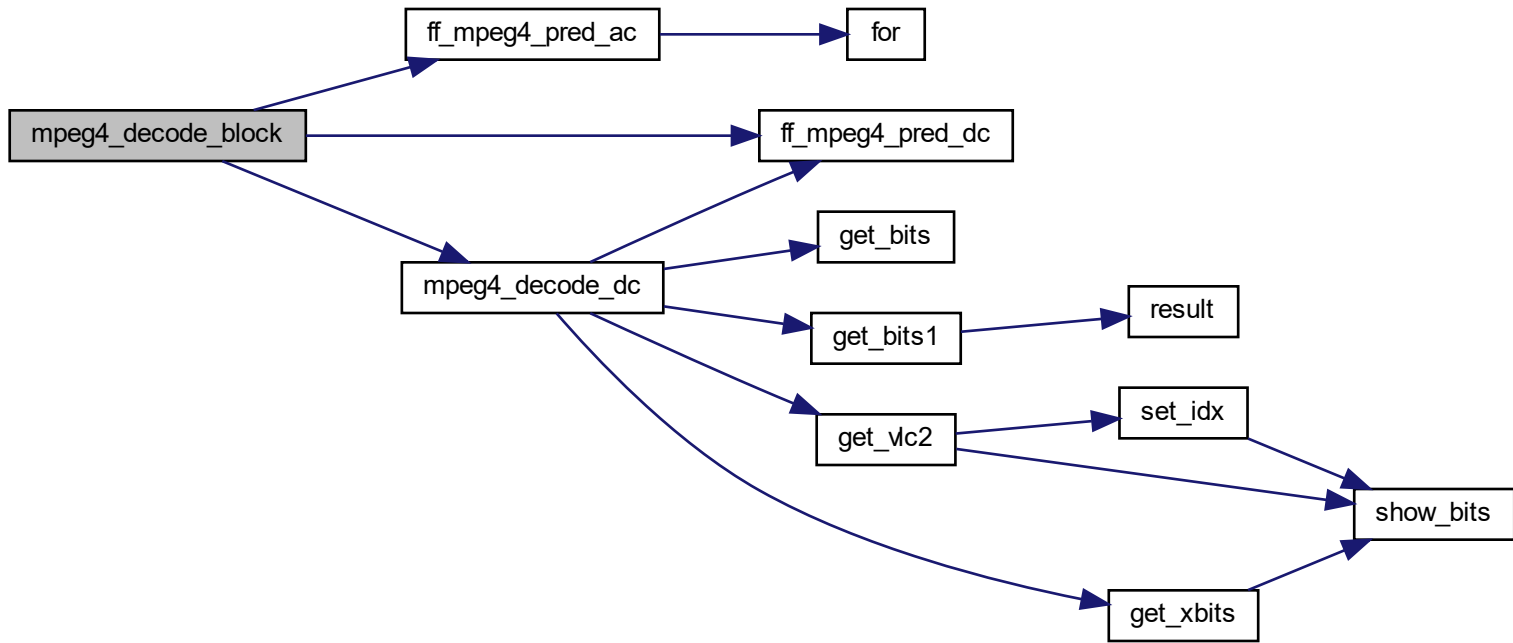 ff_mpeg4_pred_ac
for
mpeg4_decode_block
ff_mpeg4_pred_dc
get_bits
mpeg4_decode_dc
result
get_bits1
set_idx
get_vlc2
show_bits
get_xbits